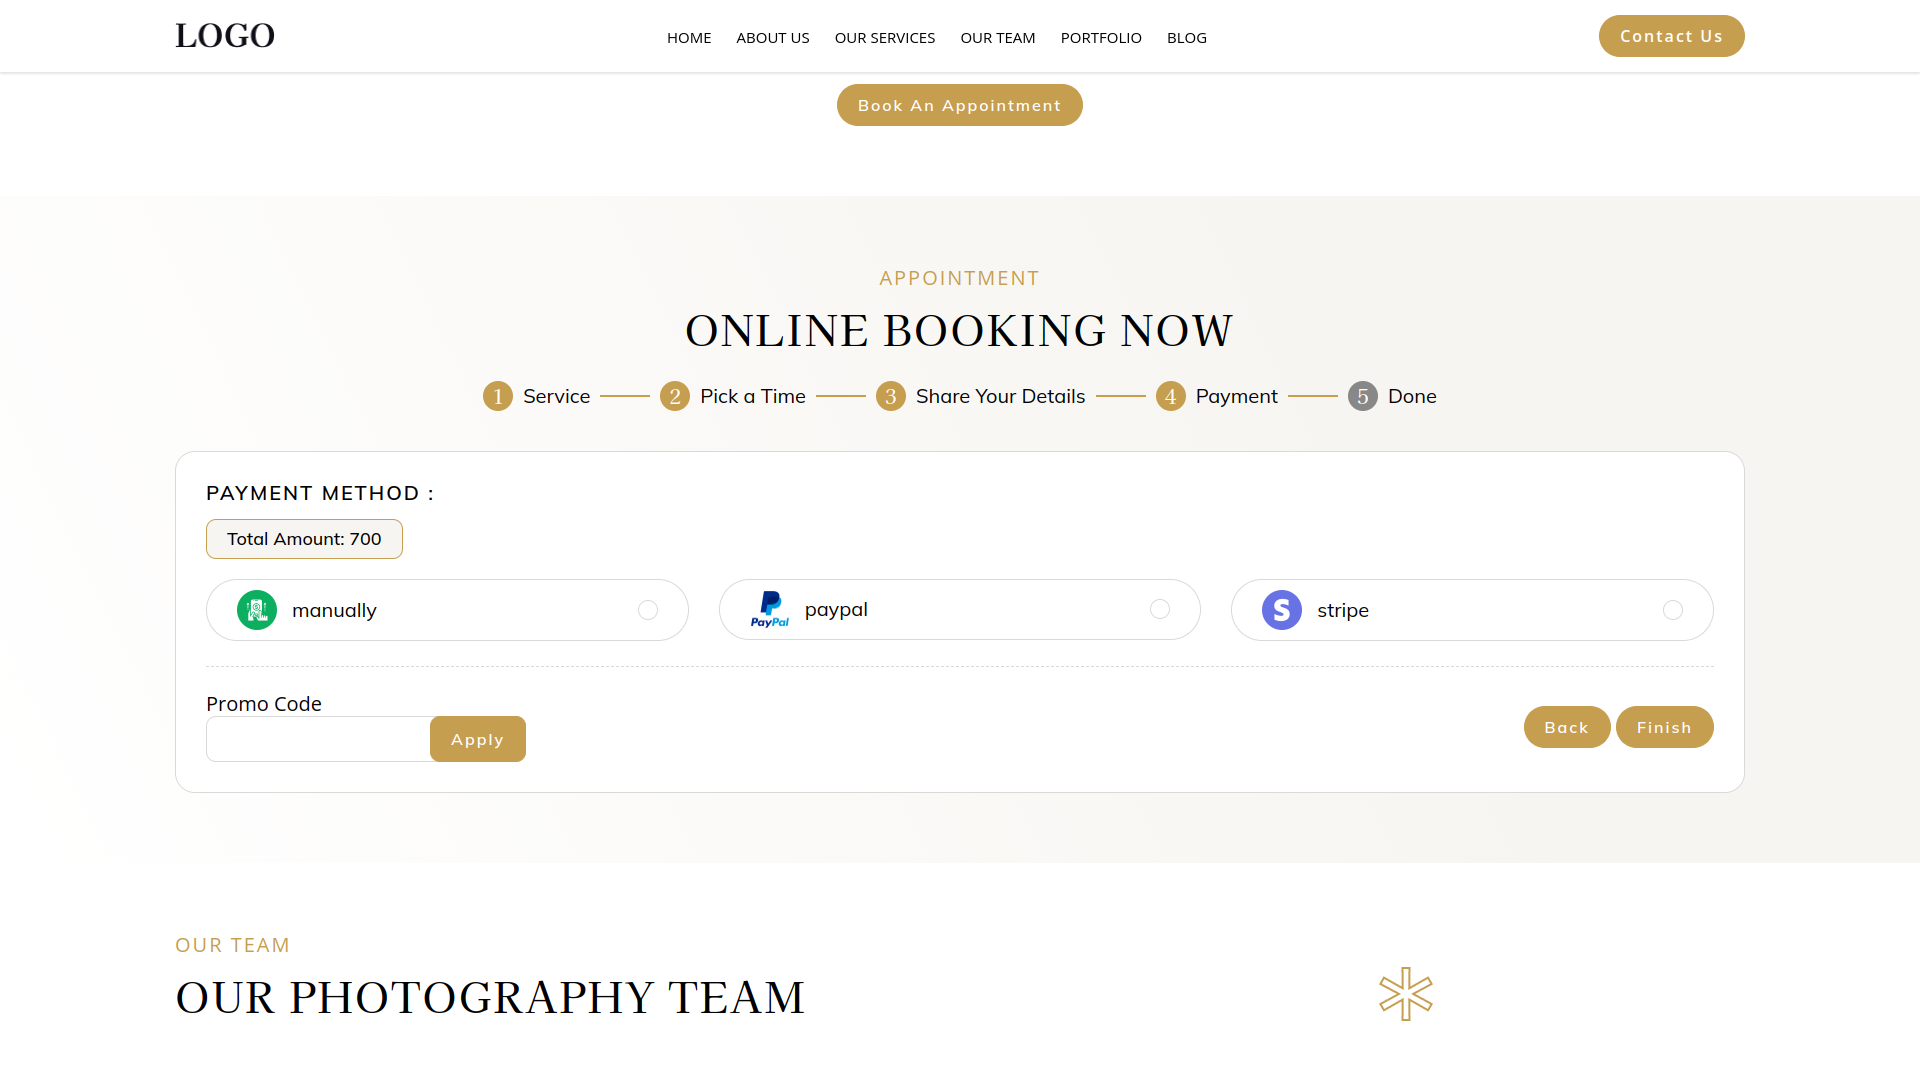 LOGO
HOME ABOUT US OUR SERVICES OUR TEAM PORTFOLIO BLOG
Contact Us
Book An Appointment
APPOINTMENT
ONLINE BOOKING NOW
1 Service 2 Pick a Time 3 Share Your Details 4 Payment 5 Done
PAYMENT METHOD :
Total Amount: 700
manually
PayPal paypal
S stripe
Promo Code
Apply
Back Finish
OUR TEAM
OUR PHOTOGRAPHY TEAM